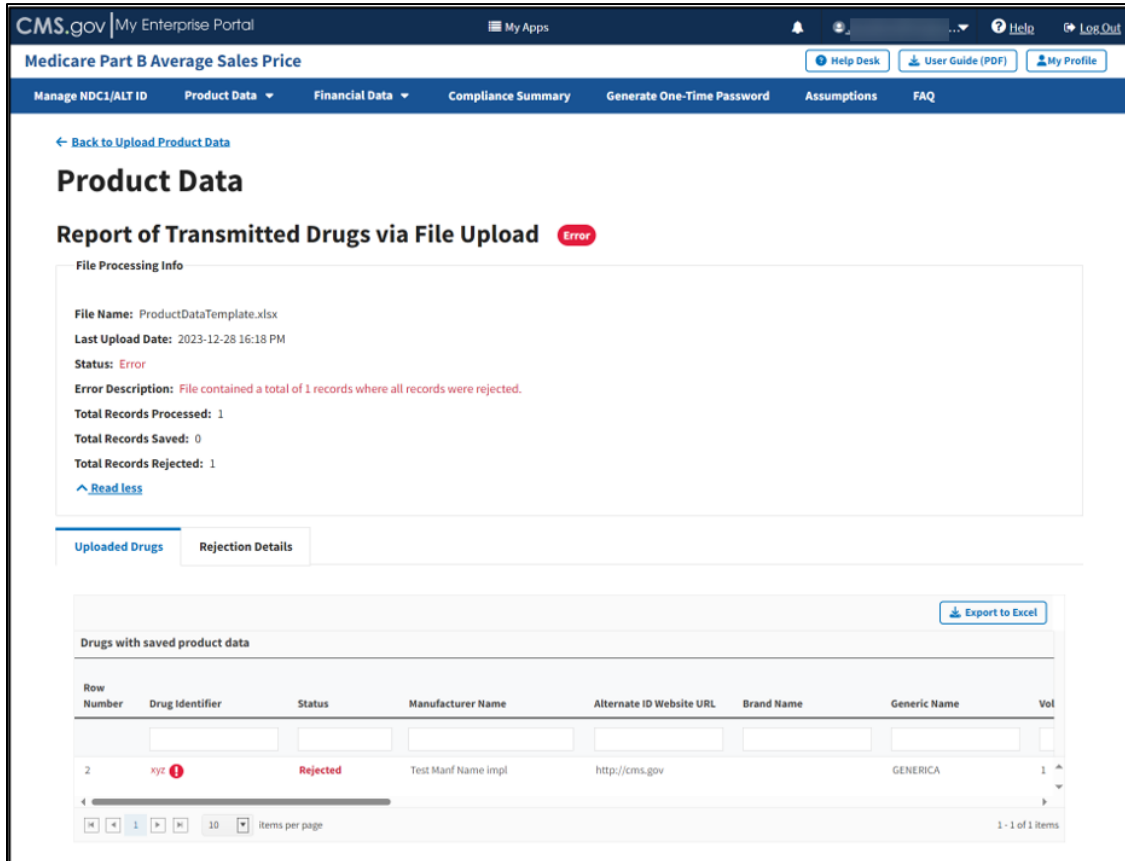 CMS.gov My Enterprise Portal My Apps ...▼ Help Log Out
Medicare Part B Average Sales Price Help Desk User Guide (PDF) My Profile
Manage NDC1/ALT ID Product Data Financial Data Compliance Summary Generate One-Time Password Assumptions FAQ
← Back to Upload Product Data
Product Data
Report of Transmitted Drugs via File Upload Error
File Processing Info
File Name: ProductDataTemplate.xlsx
Last Upload Date: 2023-12-28 16:18 PM
Status: Error
Error Description: File contained a total of 1 records where all records were rejected.
Total Records Processed: 1
Total Records Saved: 0
Total Records Rejected: 1
Read less
Uploaded Drugs Rejection Details
Export to Excel
Drugs with saved product data
Row Number Drug Identifier Status Manufacturer Name Alternate ID Website URL Brand Name Generic Name Vol
2 xyz Rejected Test Manf Name impl http://cms.gov GENERICA 1
1 10 items per page 1 - 1 of 1 items